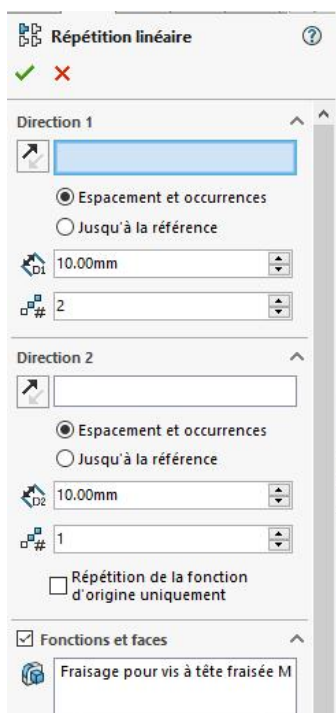 Répétition linéaire
Direction 1
Espacement et occurrences
Jusqu'à la référence
D1 10.00mm
# 2
Direction 2
Espacement et occurrences
Jusqu'à la référence
D2 10.00mm
# 1
Répétition de la fonction
d'origine uniquement
Fonctions et faces
Fraisage pour vis à tête fraisée M